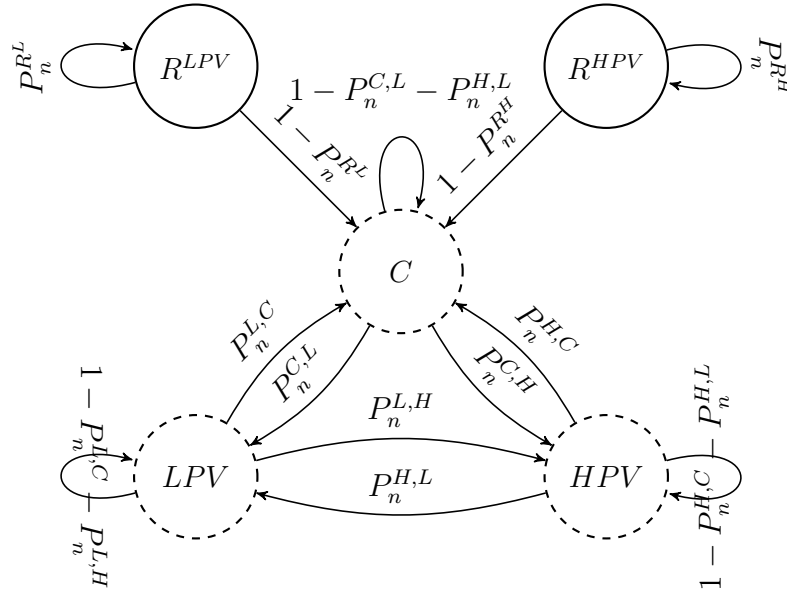 $R^{LPV}$
$R^{HPV}$
$P_n^{R^L}$
$P_n^{R^H}$
$1 - P_n^{C,L} - P_n^{H,L}$
$1 - P_n^{R^L}$
$1 - P_n^{R^H}$
$C$
$P_n^{L,C}$
$P_n^{C,L}$
$P_n^{H,C}$
$P_n^{C,H}$
$1 - P_n^{L,C} - P_n^{L,H}$
$LPV$
$P_n^{L,H}$
$P_n^{H,L}$
$HPV$
$1 - P_n^{H,C} - P_n^{H,L}$